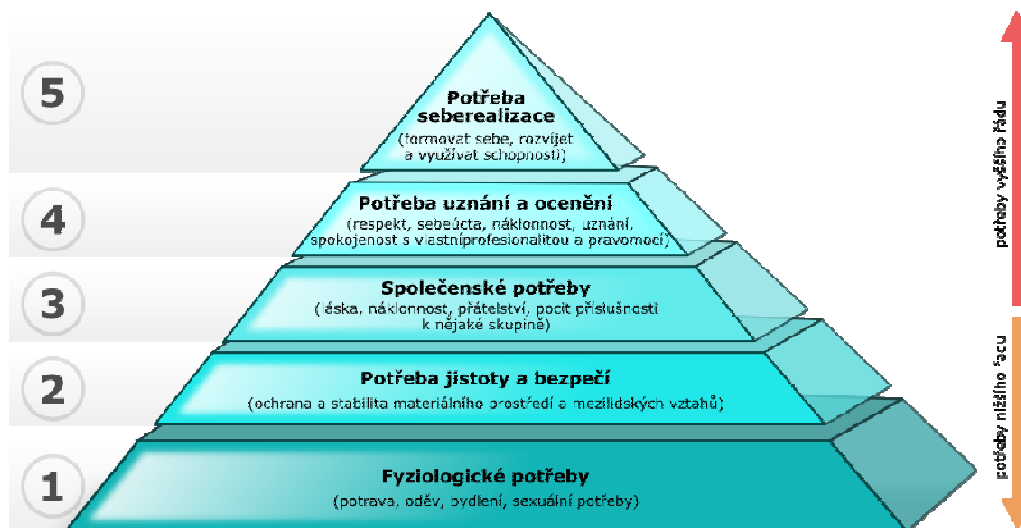 5
Potřeba
seberealizace
(formovat sebe, rozvíjet
a využívat schopnosti)
4
Potřeba uznání a ocenění
(respekt, sebeúcta, náklonnost, uznání,
spokojenost s vlastníprofesionalitou a pravomocí)
3
Společenské potřeby
(láska, náklonnost, přátelství, pocit příslušnosti
k nějaké skupině)
2
Potřeba jistoty a bezpečí
(ochrana a stabilita materiálního prostředí a mezilidských vztahů)
1
Fyziologické potřeby
(potrava, oděv, bydlení, sexuální potřeby)
potřeby vyššího řádu
potřeby nižšího řádu